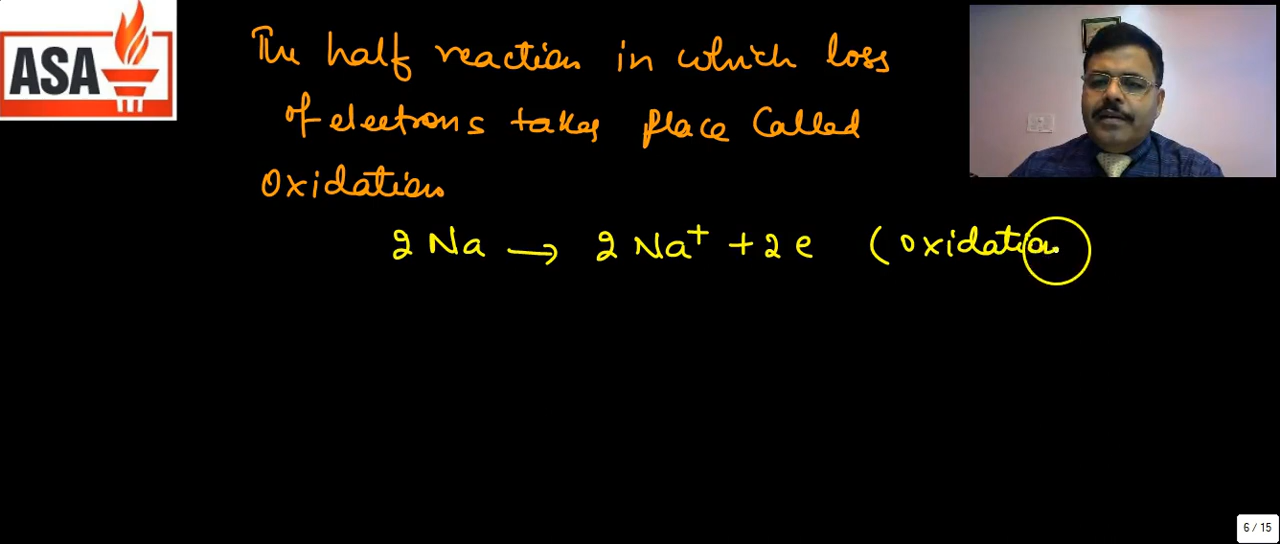 ASA
The half reaction in which loss
of electrons takes place called
Oxidation
2 Na → 2 Na⁺ + 2 e (Oxidation
6 / 15